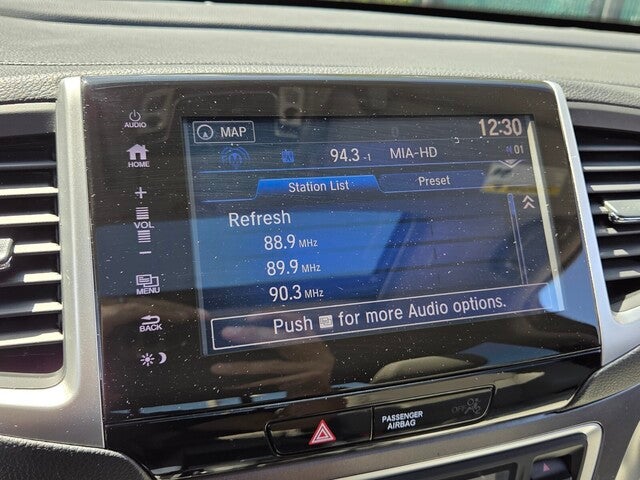 AUDIO
MAP
12:30
HOME
94.3-1 MIA-HD 01
Station List Preset
+
VOL
−
Refresh
88.9 MHz
89.9 MHz
90.3 MHz
MENU
Push for more Audio options.
BACK
PASSENGER
AIRBAG
OFF